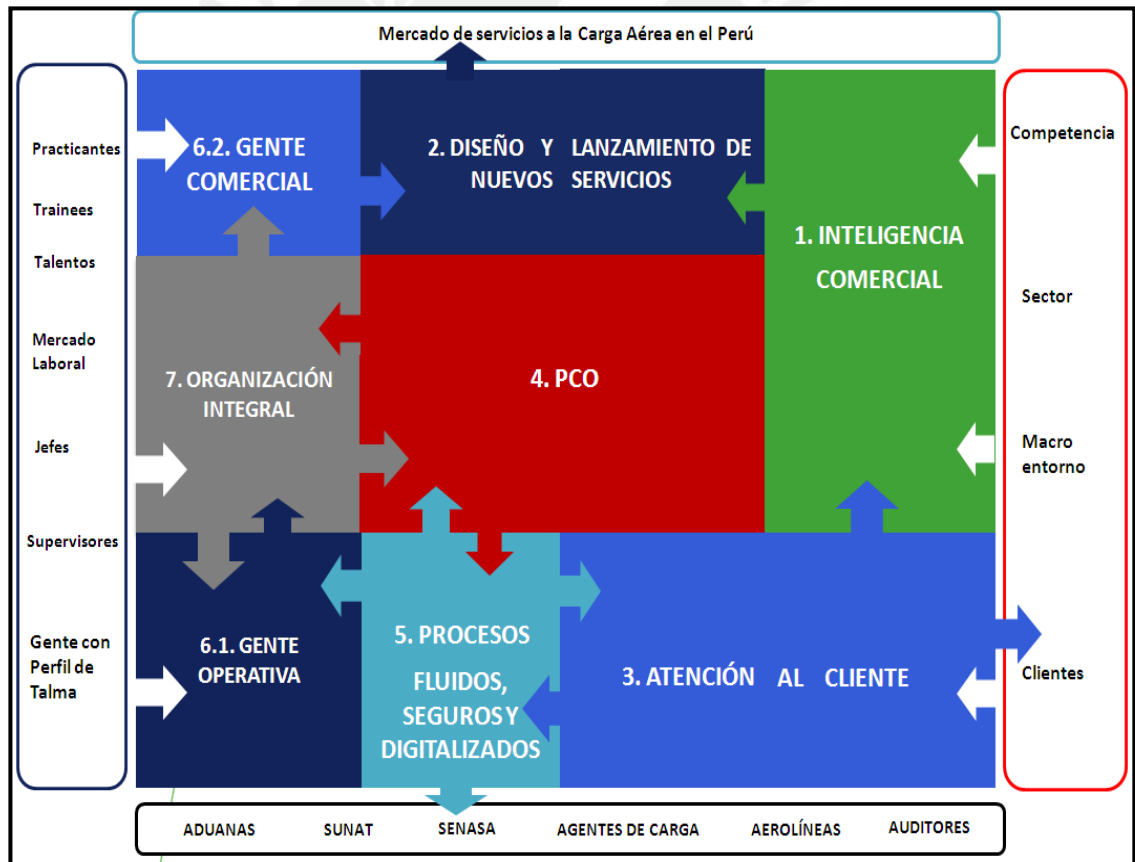 Mercado de servicios a la Carga Aérea en el Perú
Practicantes
Trainees
Talentos
Mercado
Laboral
Jefes
Supervisores
Gente con
Perfil de
Talma
6.2. GENTE
COMERCIAL
2. DISEÑO Y LANZAMIENTO DE
NUEVOS SERVICIOS
1. INTELIGENCIA
COMERCIAL
7. ORGANIZACIÓN
INTEGRAL
4. PCO
6.1. GENTE
OPERATIVA
5. PROCESOS
FLUIDOS,
SEGUROS Y
DIGITALIZADOS
3. ATENCIÓN AL CLIENTE
Competencia
Sector
Macro
entorno
Clientes
ADUANAS SUNAT SENASA AGENTES DE CARGA AEROLÍNEAS AUDITORES